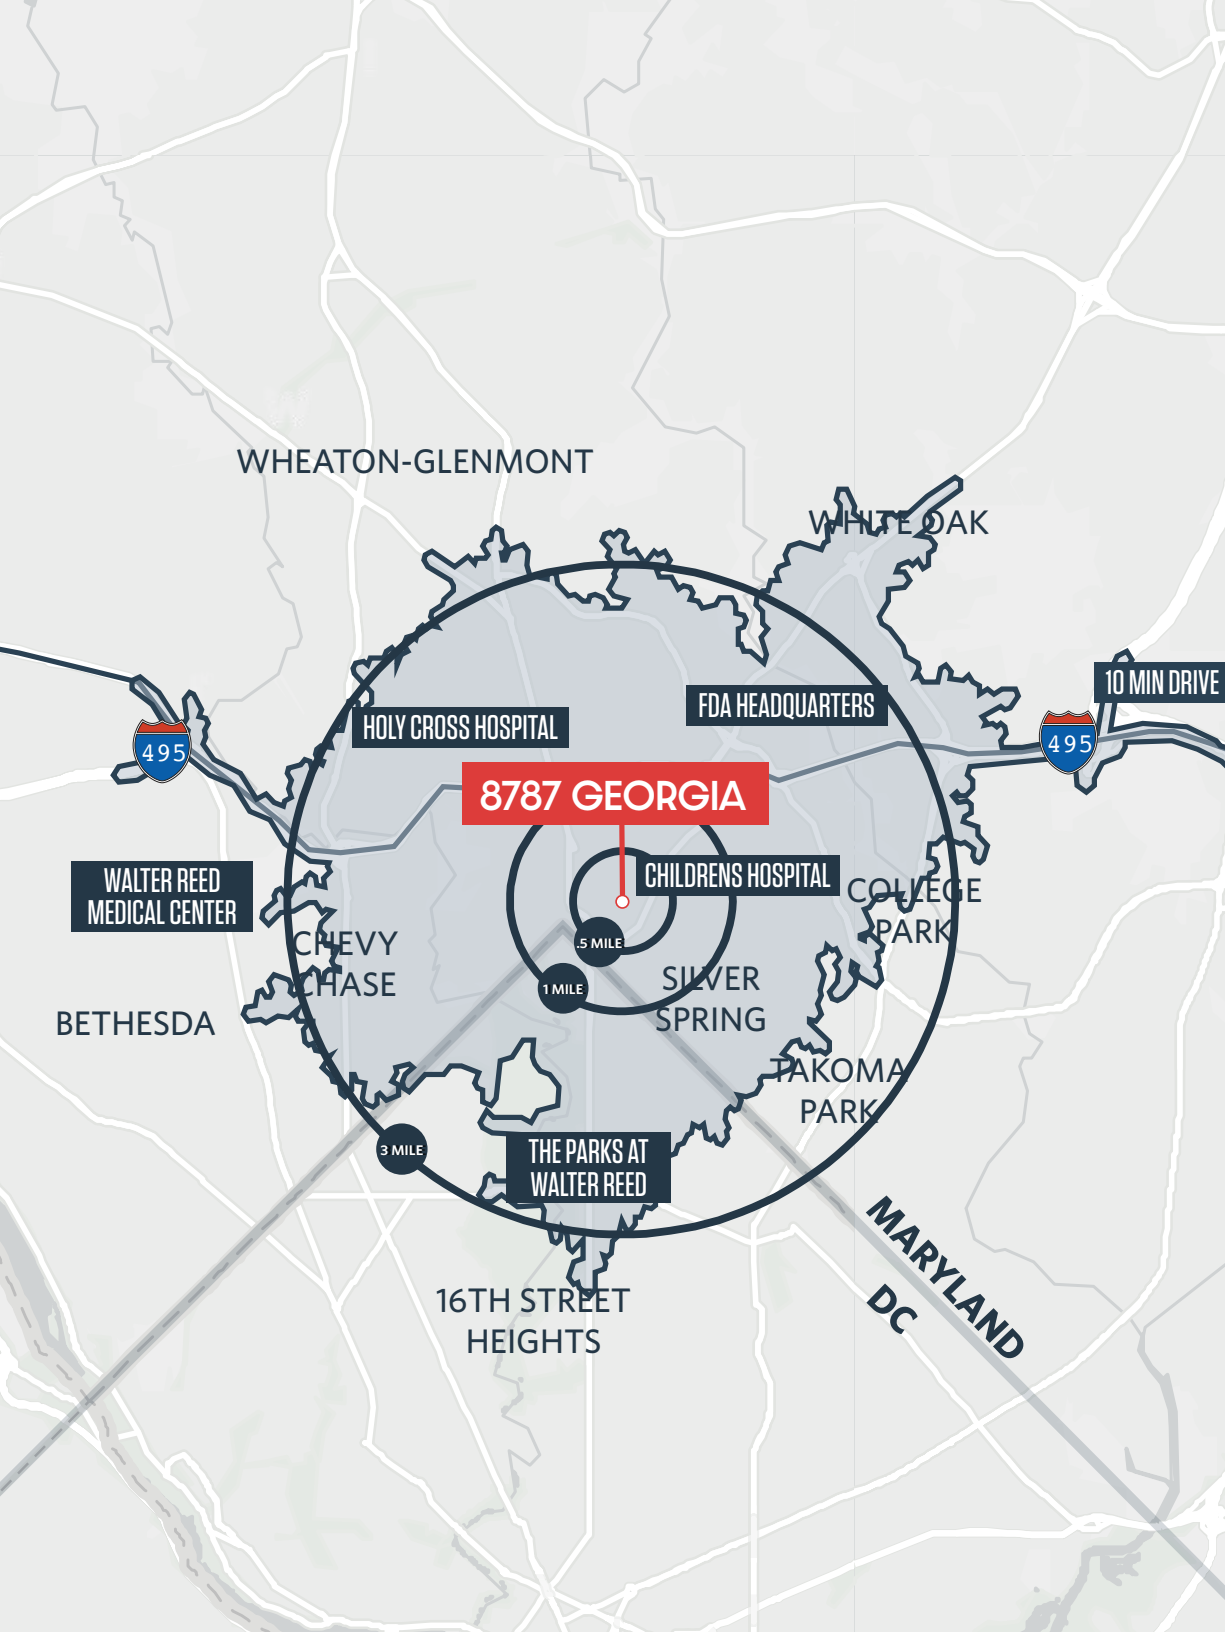 WHEATON-GLENMONT
WHITE OAK
10 MIN DRIVE
FDA HEADQUARTERS
HOLY CROSS HOSPITAL
495
495
8787 GEORGIA
CHILDRENS HOSPITAL
WALTER REED
MEDICAL CENTER
COLLEGE
PARK
CHEVY
CHASE
.5 MILE
1 MILE
SILVER
SPRING
BETHESDA
TAKOMA
PARK
3 MILE
THE PARKS AT
WALTER REED
MARYLAND
DC
16TH STREET
HEIGHTS